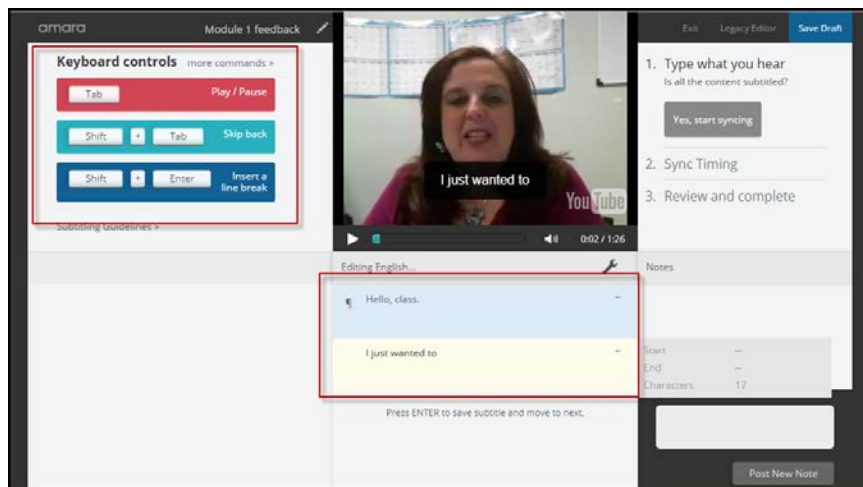 amara
Module 1 feedback
Exit
Legacy Editor
Save Draft
Keyboard controls more commands »
Tab
Play / Pause
Shift + Tab
Skip back
Shift + Enter
Insert a
line break
Subtitling Guidelines »
I just wanted to
YouTube
0:02 / 1:26
1. Type what you hear
Is all the content subtitled?
Yes, start syncing
2. Sync Timing
3. Review and complete
Editing English...
¶ Hello, class. --
I just wanted to --
Press ENTER to save subtitle and move to next.
Notes
Start --
End --
Characters 17
Post New Note